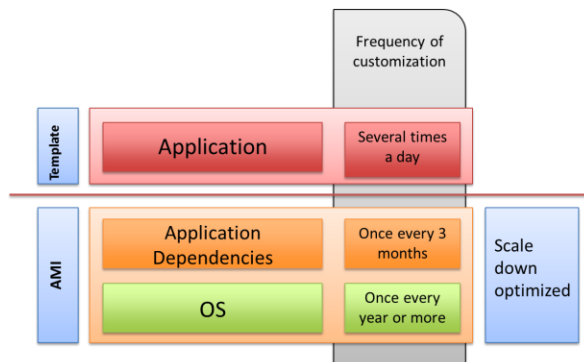 Frequency of
customization
Template
Application
Several times
a day
AMI
Application
Dependencies
Once every 3
months
OS
Once every
year or more
Scale
down
optimized